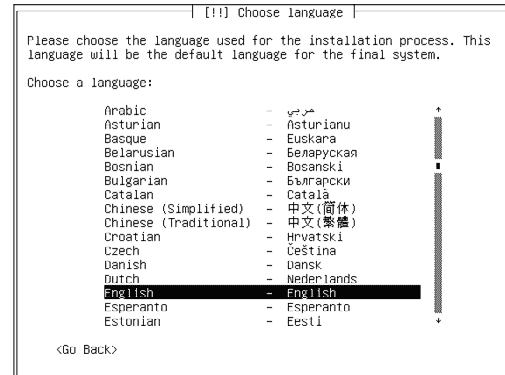 [!!] Choose language
Please choose the language used for the installation process. This
language will be the default language for the final system.
Choose a language:
Arabic - عربي
Asturian - Asturianu
Basque - Euskara
Belarusian - Беларуская
Bosnian - Bosanski
Bulgarian - Български
Catalan - Català
Chinese (Simplified) - 中文(简体)
Chinese (Traditional) - 中文(繁體)
Croatian - Hrvatski
Czech - Čeština
Danish - Dansk
Dutch - Nederlands
English - English
Esperanto - Esperanto
Estonian - Eesti
<Go Back>